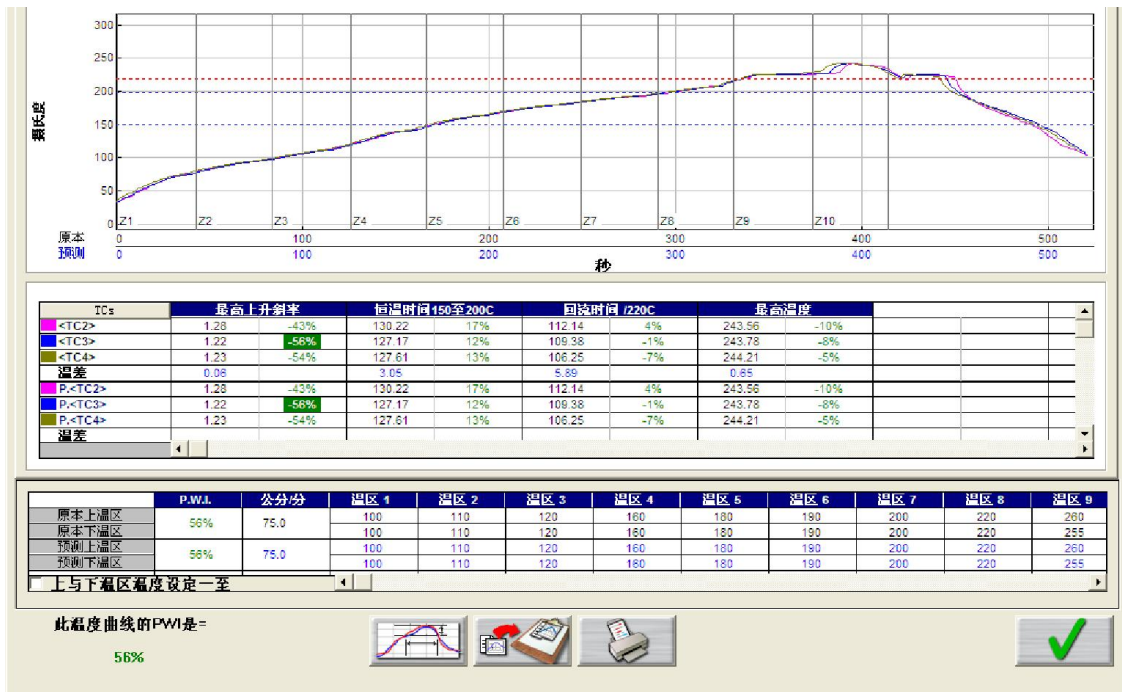 300
250
200
150
100
50
0
摄氏度
Z1 Z2 Z3 Z4 Z5 Z6 Z7 Z8 Z9 Z10
原本 0 100 200 300 400 500
预测 0 100 200 300 400 500
秒
TCs 最高上升斜率 恒温时间150至200C 回流时间 /220C 最高温度
<TC2> 1.28 -43% 130.22 17% 112.14 4% 243.56 -10%
<TC3> 1.22 -56% 127.17 12% 109.38 -1% 243.78 -8%
<TC4> 1.23 -54% 127.61 13% 106.25 -7% 244.21 -5%
温差 0.06 3.05 5.89 0.65
P.<TC2> 1.28 -43% 130.22 17% 112.14 4% 243.56 -10%
P.<TC3> 1.22 -56% 127.17 12% 109.38 -1% 243.78 -8%
P.<TC4> 1.23 -54% 127.61 13% 106.25 -7% 244.21 -5%
温差
P.W.I. 公分/分 温区 1 温区 2 温区 3 温区 4 温区 5 温区 6 温区 7 温区 8 温区 9
原本上温区 56% 75.0 100 110 120 160 180 190 200 220 260
原本下温区 100 110 120 160 180 190 200 220 255
预测上温区 56% 75.0 100 110 120 160 180 190 200 220 260
预测下温区 100 110 120 160 180 190 200 220 255
上与下温区温度设定一至
此温度曲线的PWI是=
56%